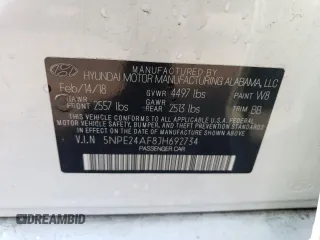 MANUFACTURED BY
HYUNDAI MOTOR MANUFACTURING ALABAMA, LLC
Feb/14/18 GVWR 4497 lbs PAINT W8
GAWR FRONT 2557 lbs GAWR REAR 2513 lbs TRIM BB
THIS VEHICLE CONFORMS TO ALL APPLICABLE
U.S. FEDERAL MOTOR VEHICLE SAFETY,
BUMPER, AND THEFT PREVENTION STANDARDS
IN EFFECT ON THE DATE OF MANUFACTURE
SHOWN ABOVE.
V.I.N 5NPE24AF8JH692734
PASSENGER CAR
© DREAMBID
dreambid.com